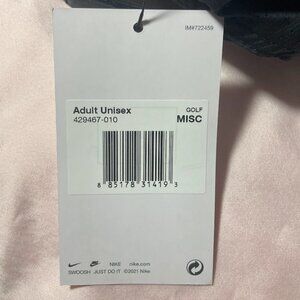 IM#722459
Adult Unisex
GOLF
429467-010
MISC
8 85178 31419 3
NIKE nike.com
SWOOSH JUST DO IT ©2021 Nike